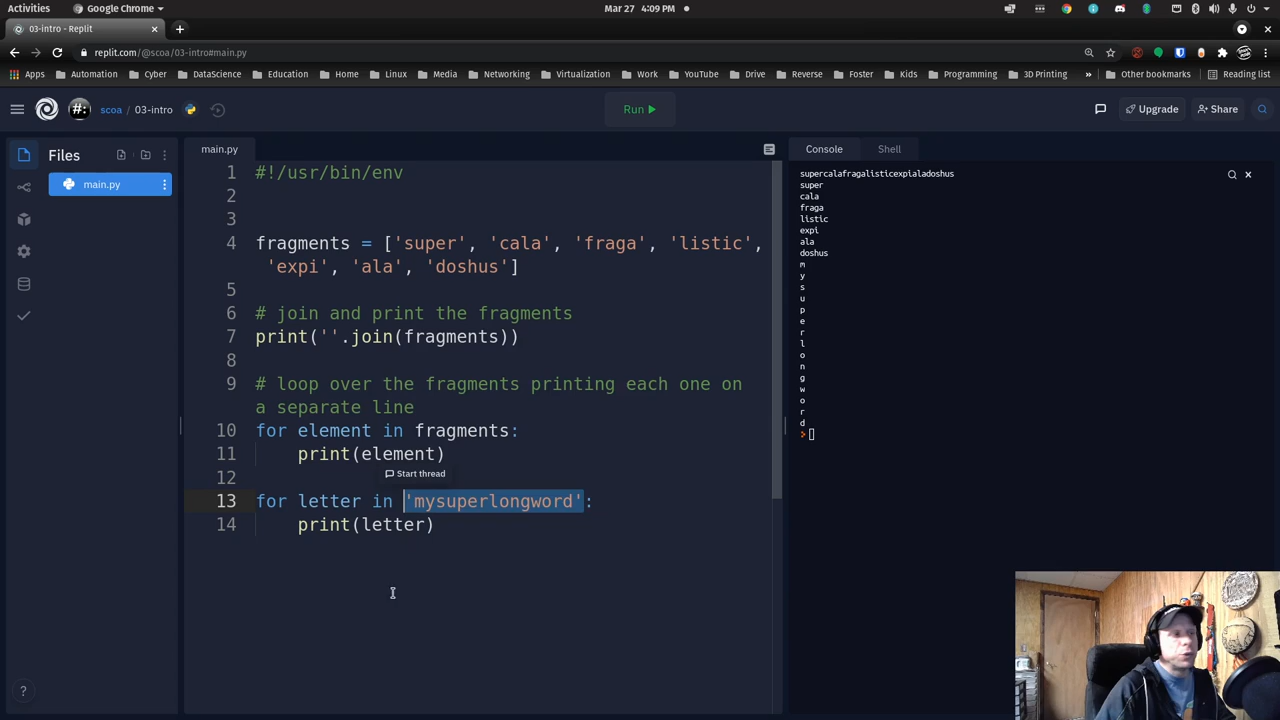 Activities
Google Chrome
Mar 27 4:09 PM
03-intro - Replit
replit.com/@scoa/03-intro#main.py
Apps Automation Cyber DataScience Education Home Linux Media Networking Virtualization Work YouTube Drive Reverse Foster Kids Programming 3D Printing » Other bookmarks Reading list
#: scoa / 03-intro
Run
Upgrade
Share
Files
main.py
main.py
1 #!/usr/bin/env
2
3
4 fragments = ['super', 'cala', 'fraga', 'listic',
'expi', 'ala', 'doshus']
5
6 # join and print the fragments
7 print(''.join(fragments))
8
9 # loop over the fragments printing each one on
a separate line
10 for element in fragments:
11 print(element)
Start thread
12
13 for letter in 'mysuperlongword':
14 print(letter)
?
Console Shell
supercalafragalisticexpialadoshus
super
cala
fraga
listic
expi
ala
doshus
m
y
s
u
p
e
r
l
o
n
g
w
o
r
d
>